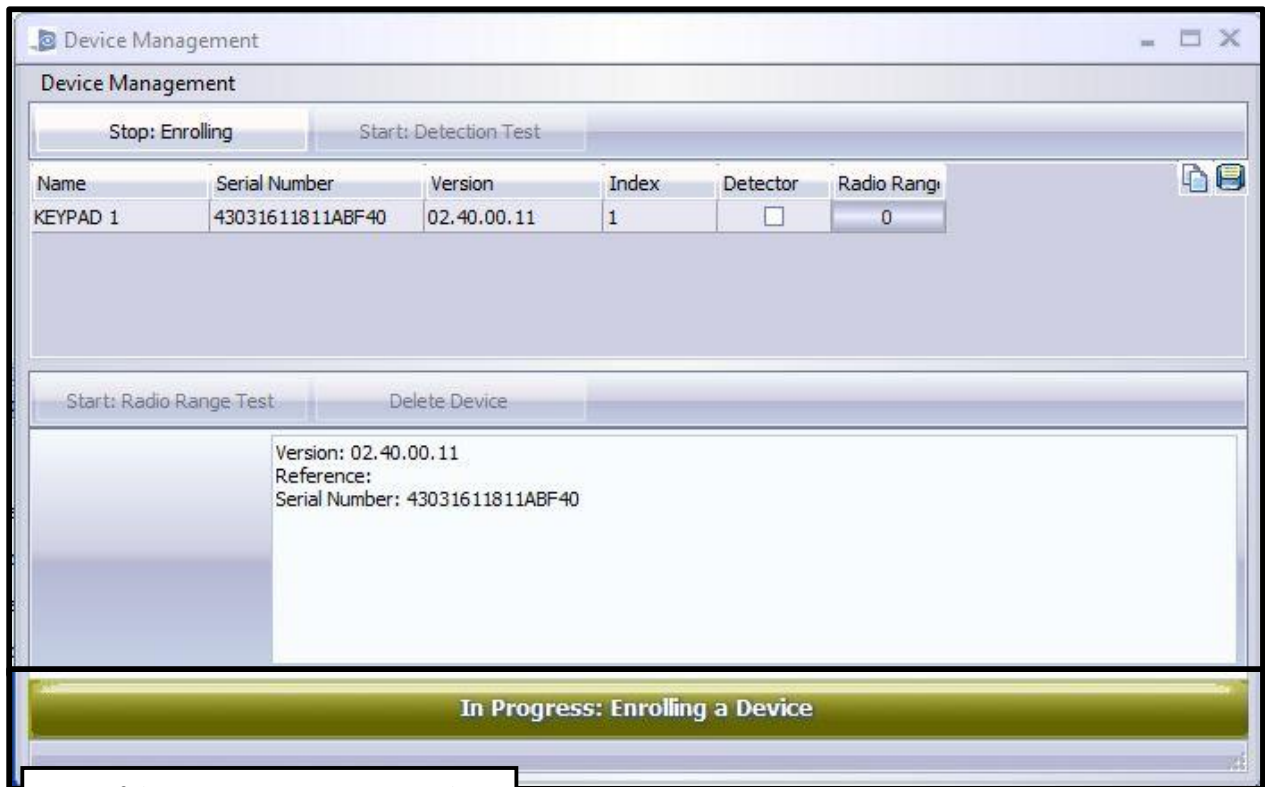 Device Management
Device Management
Stop: Enrolling Start: Detection Test
Name Serial Number Version Index Detector Radio Rang
KEYPAD 1 43031611811ABF40 02.40.00.11 1 0
Start: Radio Range Test Delete Device
Version: 02.40.00.11
Reference:
Serial Number: 43031611811ABF40
In Progress: Enrolling a Device